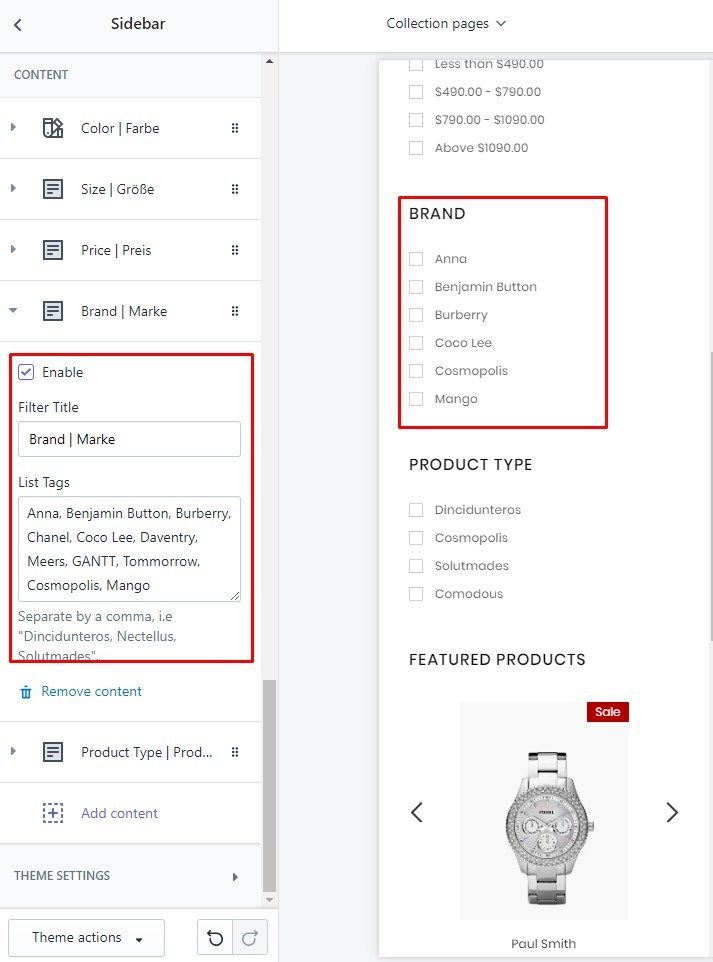 Sidebar
CONTENT
Color | Farbe
Size | Größe
Price | Preis
Brand | Marke
Enable
Filter Title
Brand | Marke
List Tags
Anna, Benjamin Button, Burberry,
Chanel, Coco Lee, Daventry,
Meers, GANTT, Tommorrow,
Cosmopolis, Mango
Separate by a comma, i.e
"Dincidunteros, Nectellus,
Solutmades".
Remove content
Product Type | Prod...
Add content
THEME SETTINGS
Theme actions
Collection pages
Less than $490.00
$490.00 - $790.00
$790.00 - $1090.00
Above $1090.00
BRAND
Anna
Benjamin Button
Burberry
Coco Lee
Cosmopolis
Mango
PRODUCT TYPE
Dincidunteros
Cosmopolis
Solutmades
Comodous
FEATURED PRODUCTS
Sale
FOSSIL
Paul Smith